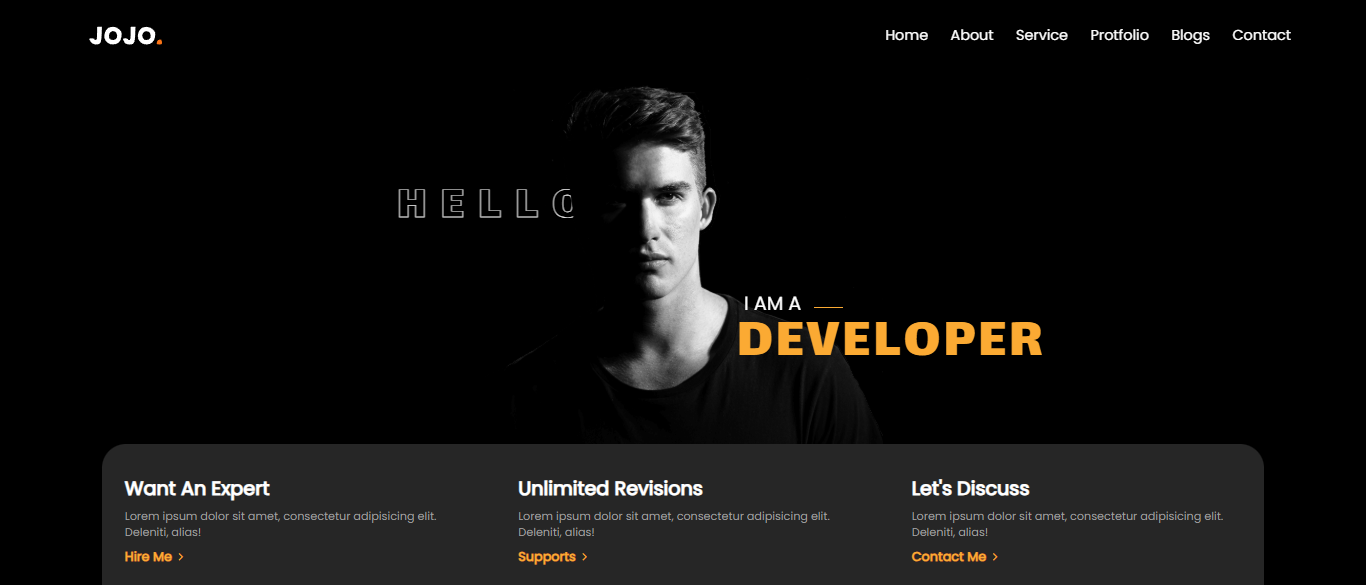 JOJO.
Home About Service Protfolio Blogs Contact
HELLO
I AM A
DEVELOPER
Want An Expert
Lorem ipsum dolor sit amet, consectetur adipisicing elit.
Deleniti, alias!
Hire Me >
Unlimited Revisions
Lorem ipsum dolor sit amet, consectetur adipisicing elit.
Deleniti, alias!
Supports >
Let's Discuss
Lorem ipsum dolor sit amet, consectetur adipisicing elit.
Deleniti, alias!
Contact Me >